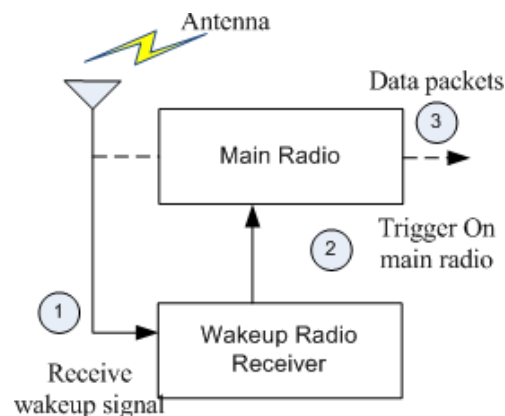 Antenna
Data packets
3
Main Radio
2
Trigger On
main radio
1
Wakeup Radio
Receiver
Receive
wakeup signal